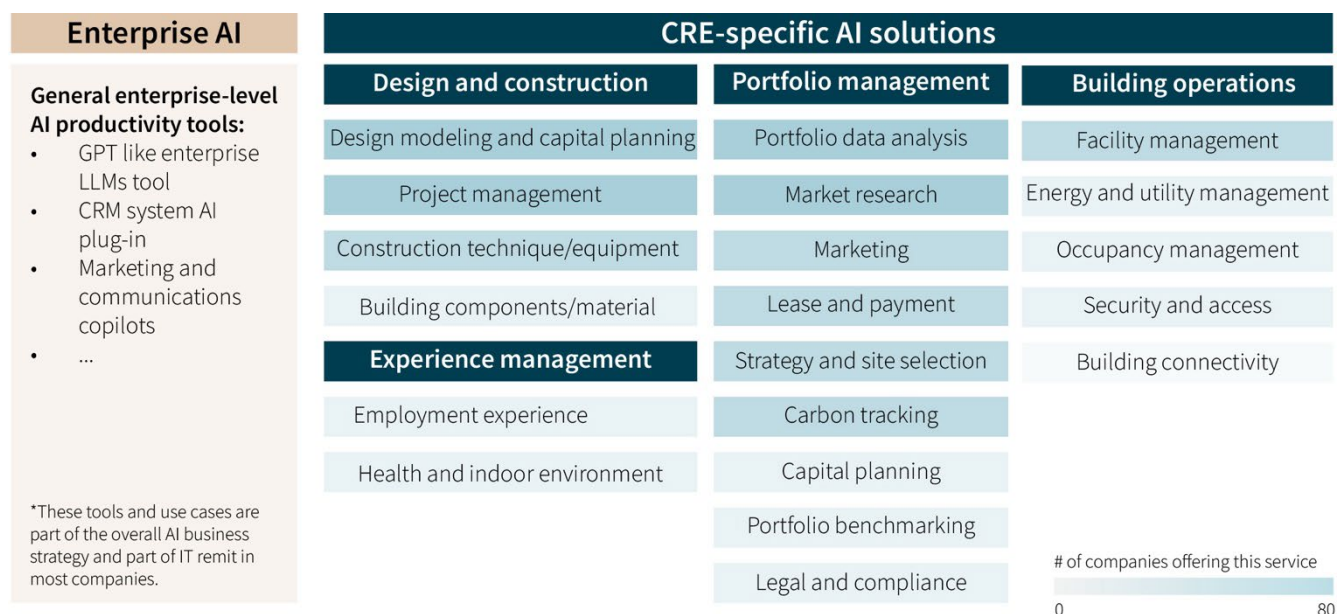 Enterprise AI
General enterprise-level
AI productivity tools:
• GPT like enterprise
LLMs tool
• CRM system AI
plug-in
• Marketing and
communications
copilots
• ...
*These tools and use cases are
part of the overall AI business
strategy and part of IT remit in
most companies.
CRE-specific AI solutions
Design and construction
Design modeling and capital planning
Project management
Construction technique/equipment
Building components/material
Experience management
Employment experience
Health and indoor environment
Portfolio management
Portfolio data analysis
Market research
Marketing
Lease and payment
Strategy and site selection
Carbon tracking
Capital planning
Portfolio benchmarking
Legal and compliance
Building operations
Facility management
Energy and utility management
Occupancy management
Security and access
Building connectivity
# of companies offering this service
0 80